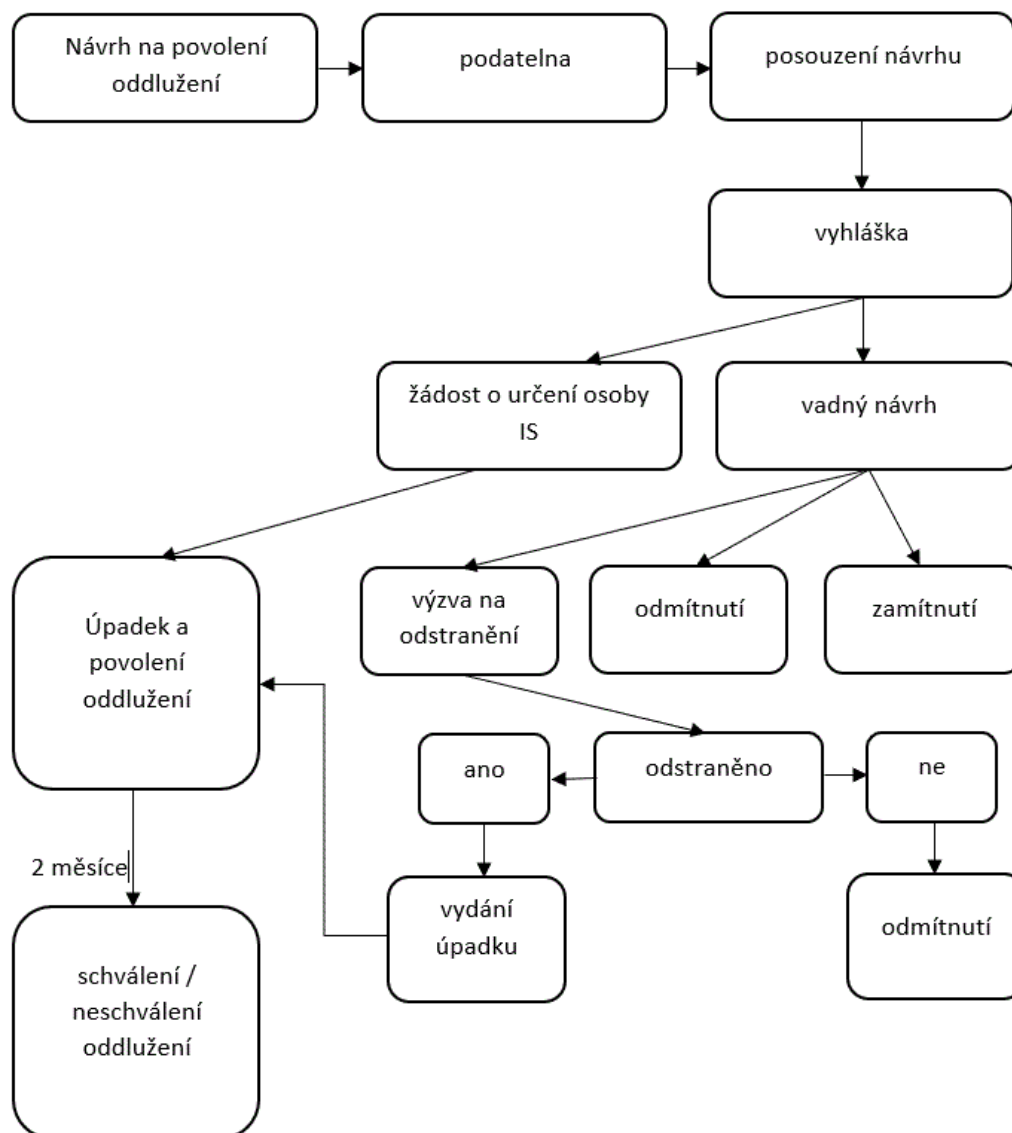 Návrh na povolení
oddlužení
podatelna
posouzení návrhu
vyhláška
žádost o určení osoby
IS
vadný návrh
Úpadek a
povolení
oddlužení
výzva na
odstranění
odmítnutí
zamítnutí
ano
odstraněno
ne
2 měsíce
vydání
úpadku
odmítnutí
schválení /
neschválení
oddlužení